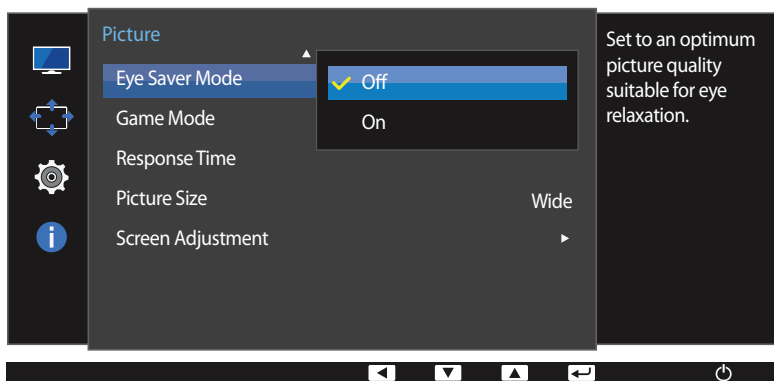 Picture
Eye Saver Mode
Off
Game Mode
On
Response Time
Picture Size
Wide
Screen Adjustment
Set to an optimum
picture quality
suitable for eye
relaxation.